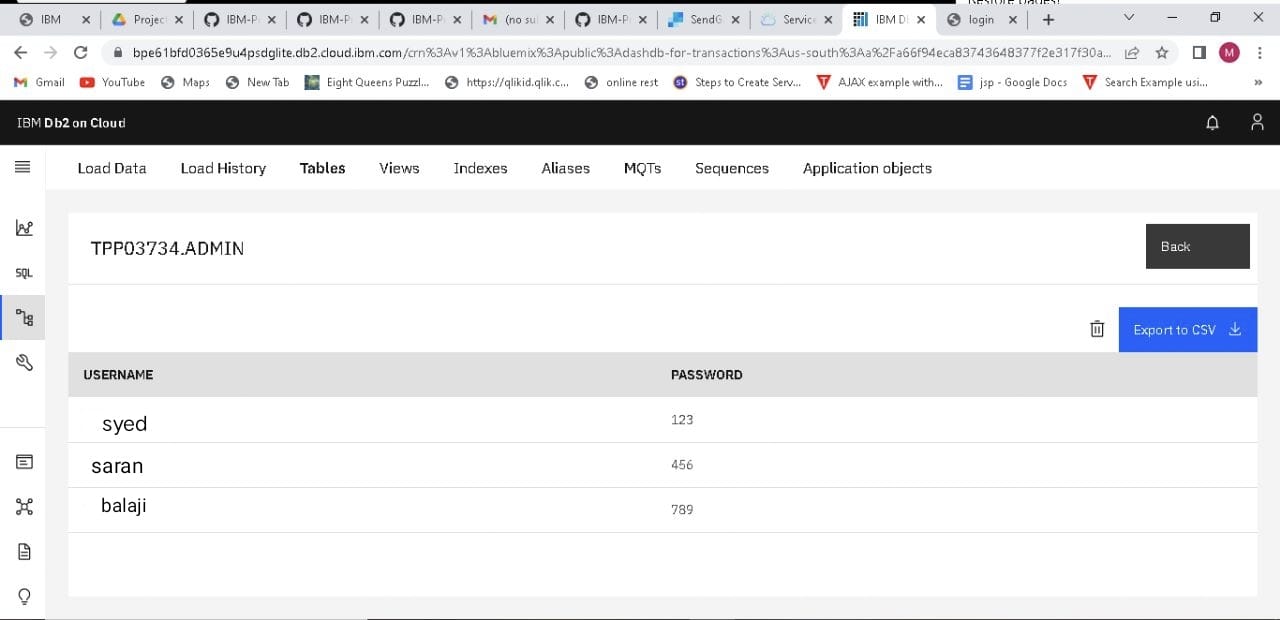 Restore pages?
IBM Projec IBM-P IBM-P IBM-P (no su IBM-P SendG Servic IBM D login
bpe61bfd0365e9u4psdglite.db2.cloud.ibm.com/crn%3Av1%3Abluemix%3Apublic%3Adashdb-for-transactions%3Aus-south%3Aa%2Fa66f94eca83743648377f2e317f30a... M
Gmail YouTube Maps New Tab Eight Queens Puzzl... https://qlikid.qlik.c... online rest st Steps to Create Serv... AJAX example with... jsp - Google Docs Search Example usi... »
IBM Db2 on Cloud
Load Data Load History Tables Views Indexes Aliases MQTs Sequences Application objects
TPP03734.ADMIN Back
SQL
Export to CSV
USERNAME PASSWORD
syed 123
saran 456
balaji 789